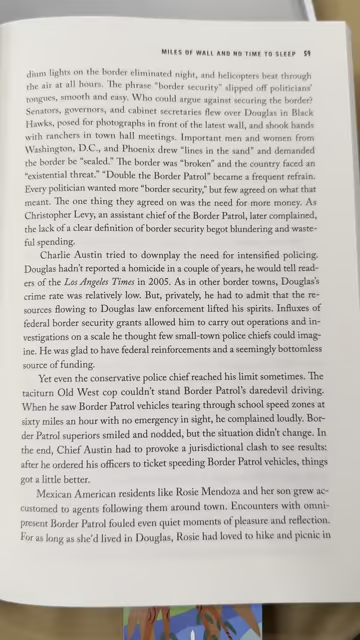 MILES OF WALL AND NO TIME TO SLEEP 59
dium lights on the border eliminated night, and helicopters beat through
the air at all hours. The phrase “border security” slipped off politicians’
tongues, smooth and easy. Who could argue against securing the border?
Senators, governors, and cabinet secretaries flew over Douglas in Black
Hawks, posed for photographs in front of the latest wall, and shook hands
with ranchers in town hall meetings. Important men and women from
Washington, D.C., and Phoenix drew “lines in the sand” and demanded
the border be “sealed.” The border was “broken” and the country faced an
“existential threat.” “Double the Border Patrol” became a frequent refrain.
Every politician wanted more “border security,” but few agreed on what that
meant. The one thing they agreed on was the need for more money. As
Christopher Levy, an assistant chief of the Border Patrol, later complained,
the lack of a clear definition of border security begot blundering and waste-
ful spending.
Charlie Austin tried to downplay the need for intensified policing.
Douglas hadn’t reported a homicide in a couple of years, he would tell read-
ers of the Los Angeles Times in 2005. As in other border towns, Douglas’s
crime rate was relatively low. But, privately, he had to admit that the re-
sources flowing to Douglas law enforcement lifted his spirits. Influxes of
federal border security grants allowed him to carry out operations and in-
vestigations on a scale he thought few small-town police chiefs could imag-
ine. He was glad to have federal reinforcements and a seemingly bottomless
source of funding.
Yet even the conservative police chief reached his limit sometimes. The
taciturn Old West cop couldn’t stand Border Patrol’s daredevil driving.
When he saw Border Patrol vehicles tearing through school speed zones at
sixty miles an hour with no emergency in sight, he complained loudly. Bor-
der Patrol superiors smiled and nodded, but the situation didn’t change. In
the end, Chief Austin had to provoke a jurisdictional clash to see results:
after he ordered his officers to ticket speeding Border Patrol vehicles, things
got a little better.
Mexican American residents like Rosie Mendoza and her son grew ac-
customed to agents following them around town. Encounters with omni-
present Border Patrol fouled even quiet moments of pleasure and reflection.
For as long as she’d lived in Douglas, Rosie had loved to hike and picnic in